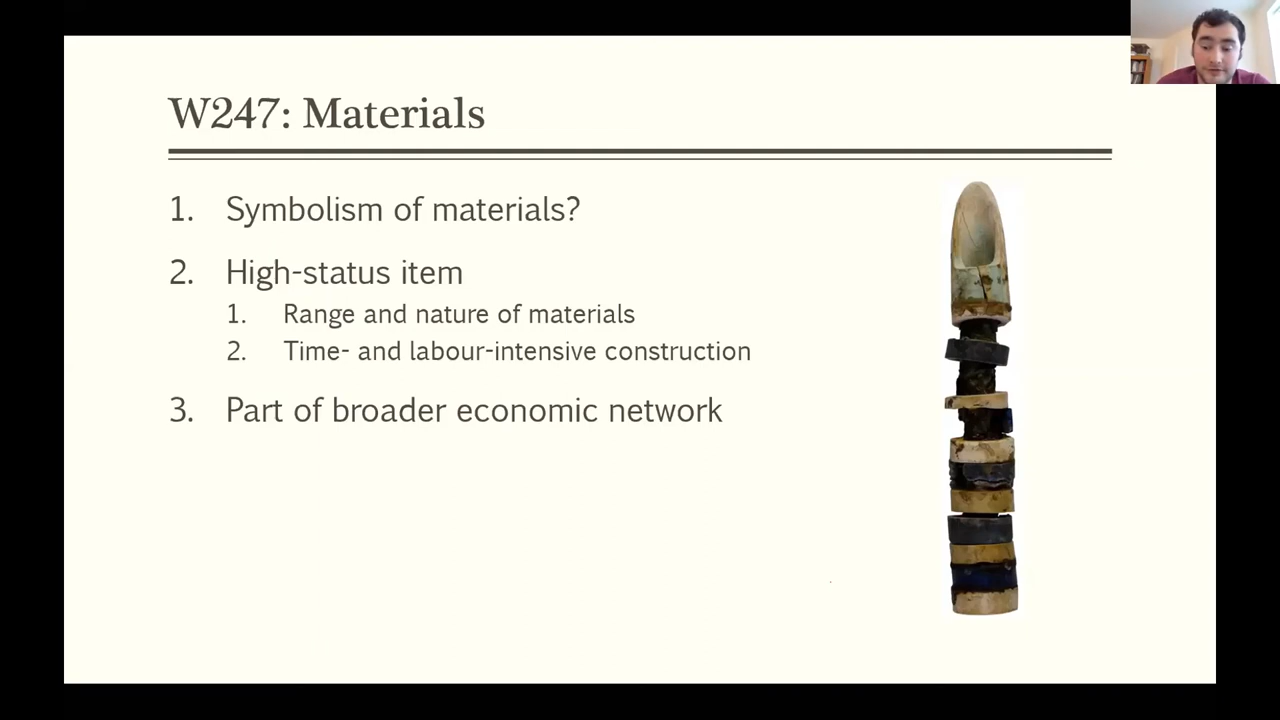 W247: Materials
1. Symbolism of materials?
2. High-status item
1. Range and nature of materials
2. Time- and labour-intensive construction
3. Part of broader economic network